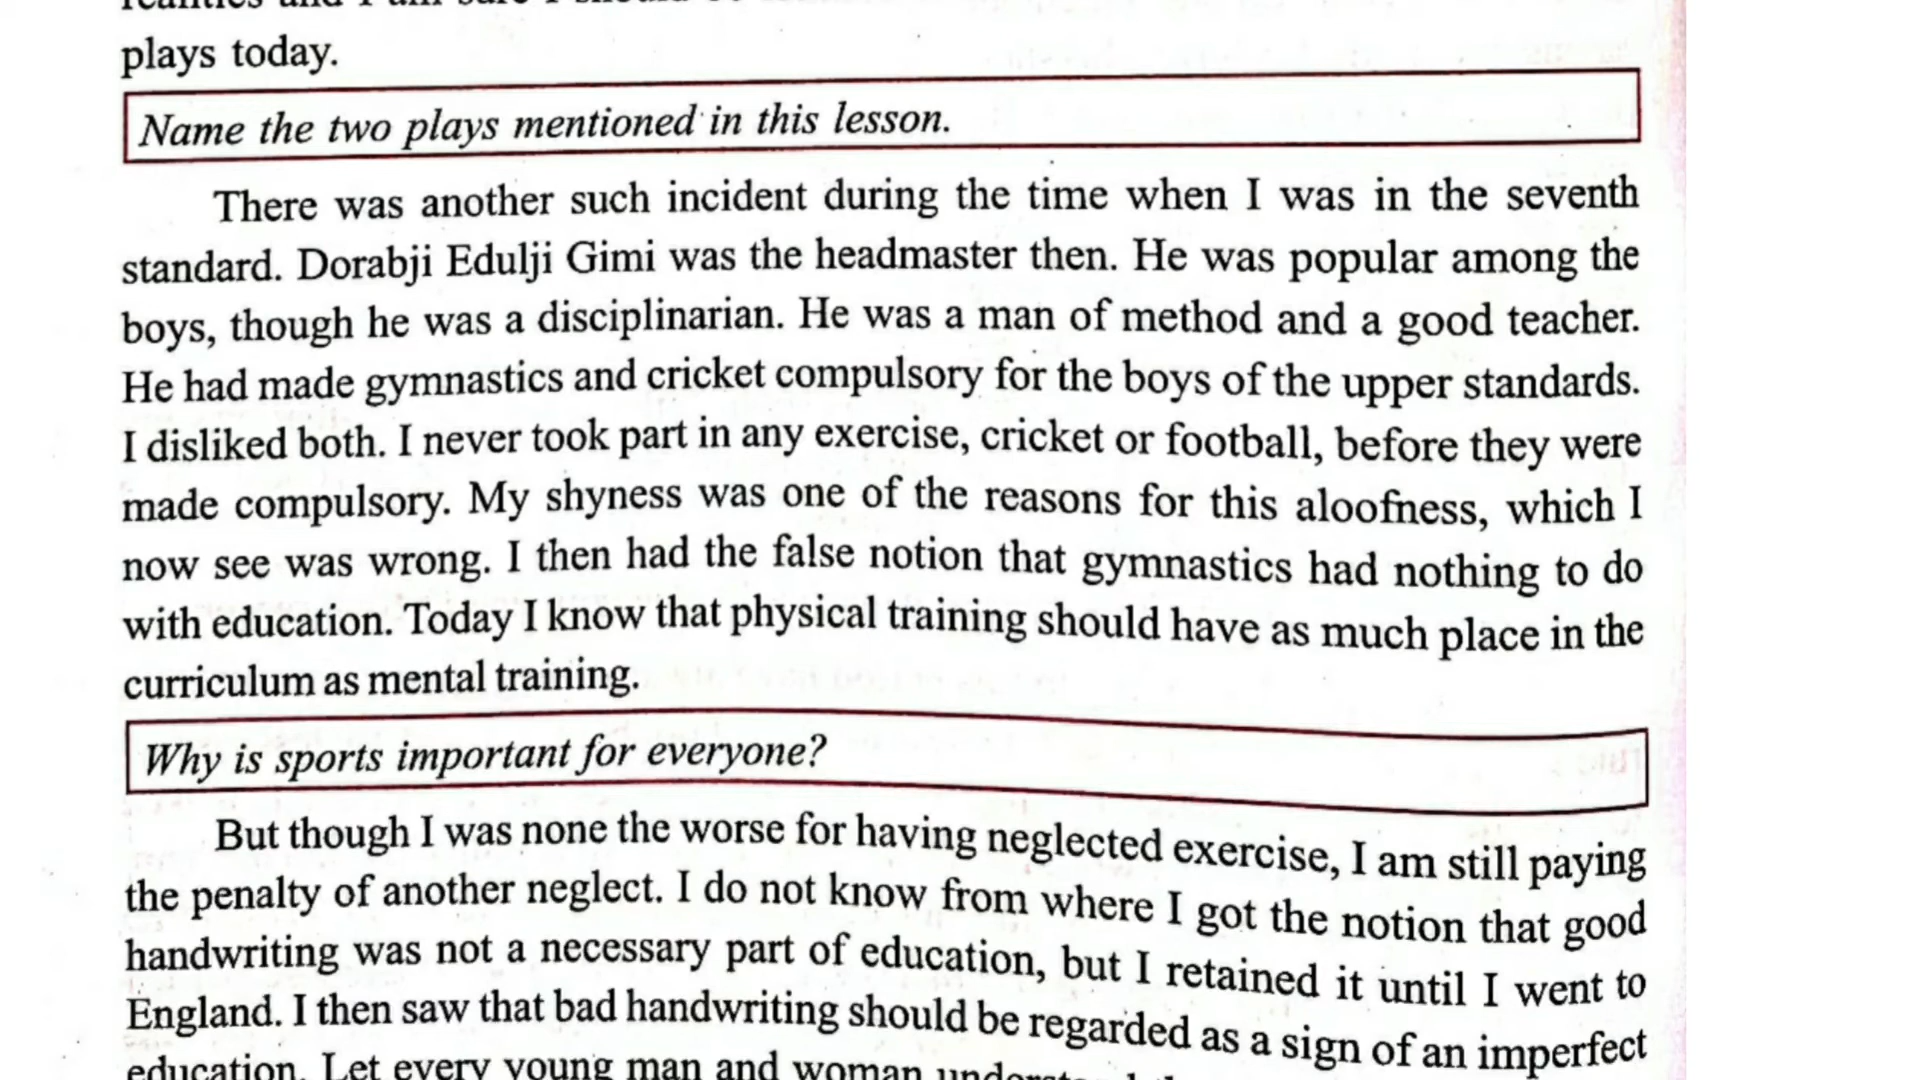 plays today.
Name the two plays mentioned in this lesson.
There was another such incident during the time when I was in the seventh
standard. Dorabji Edulji Gimi was the headmaster then. He was popular among the
boys, though he was a disciplinarian. He was a man of method and a good teacher.
He had made gymnastics and cricket compulsory for the boys of the upper standards.
I disliked both. I never took part in any exercise, cricket or football, before they were
made compulsory. My shyness was one of the reasons for this aloofness, which I
now see was wrong. I then had the false notion that gymnastics had nothing to do
with education. Today I know that physical training should have as much place in the
curriculum as mental training.
Why is sports important for everyone?
But though I was none the worse for having neglected exercise, I am still paying
the penalty of another neglect. I do not know from where I got the notion that good
handwriting was not a necessary part of education, but I retained it until I went to
England. I then saw that bad handwriting should be regarded as a sign of an imperfect
education. Let every young man and woman